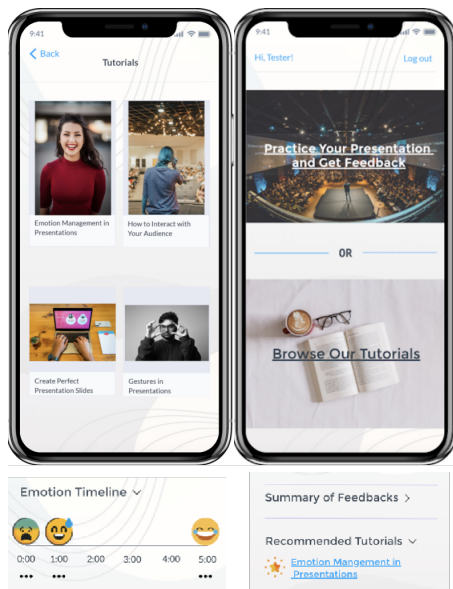 9:41
Back
Tutorials
Emotion Management in
Presentations
How to Interact with
Your Audience
Create Perfect
Presentation Slides
Gestures in
Presentations
9:41
Hi, Tester!
Log out
Practice Your Presentation
and Get Feedback
OR
Browse Our Tutorials
Emotion Timeline
0:00 1:00 2:00 3:00 4:00 5:00
Summary of Feedbacks
Recommended Tutorials
Emotion Mangement in
Presentations